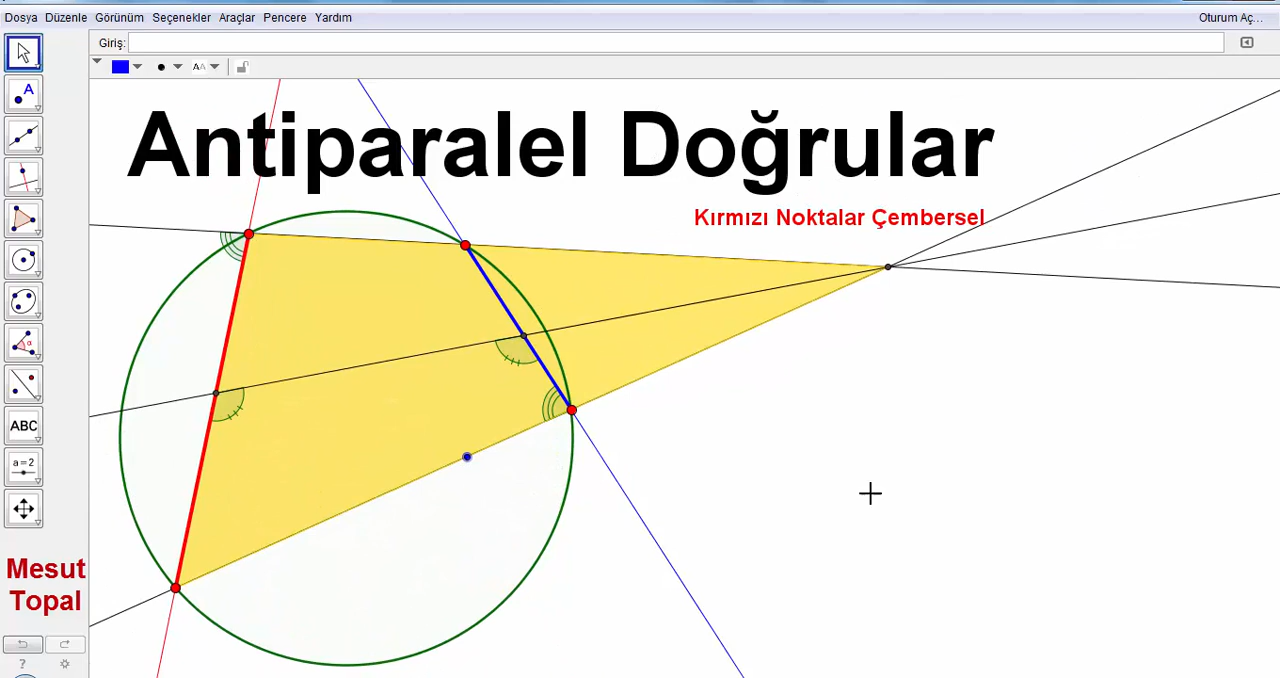 Dosya Düzenle Görünüm Seçenekler Araçlar Pencere Yardım Oturum Aç...
Giriş:
Antiparalel Doğrular
Kırmızı Noktalar Çembersel
A
ABC
a=2
Mesut
Topal